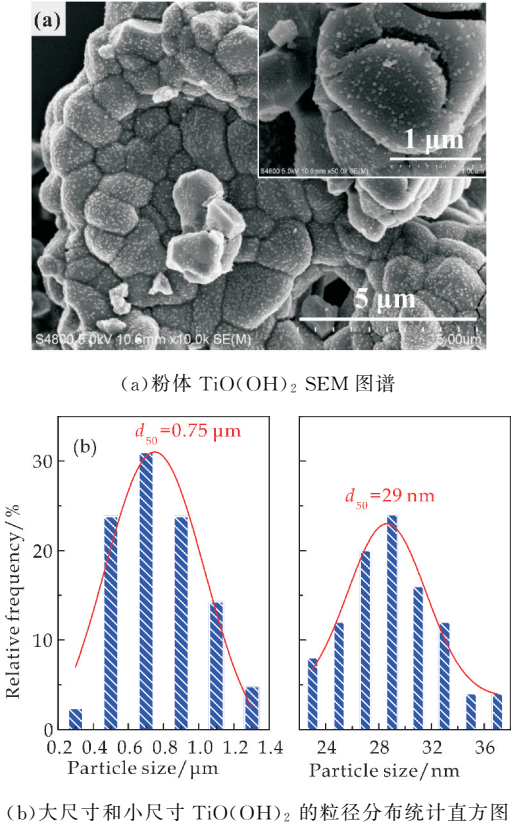 (a)
1 μm
S4800 5.0kV 10.6mm x50.0k SE(M)
1.00um
5 μm
S4800 5.0kV 10.6mm x10.0k SE(M)
5.00um
(a)粉体 TiO(OH)₂ SEM 图谱
(b)
d₅₀=0.75 μm
d₅₀=29 nm
Relative frequency/%
30
20
10
0
0.2 0.4 0.6 0.8 1.0 1.2 1.4
24 28 32 36
Particle size/μm
Particle size/nm
(b)大尺寸和小尺寸 TiO(OH)₂ 的粒径分布统计直方图